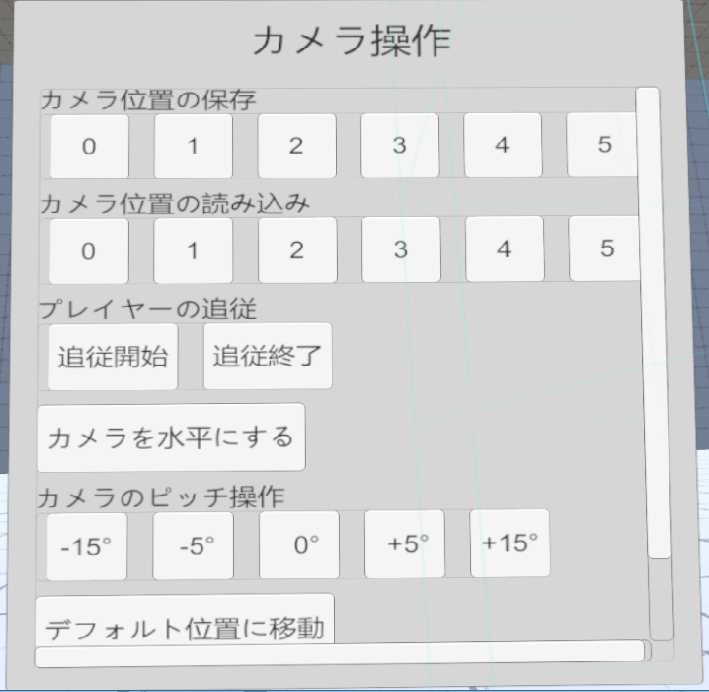 カメラ操作
カメラ位置の保存
0 1 2 3 4 5
カメラ位置の読み込み
0 1 2 3 4 5
プレイヤーの追従
追従開始 追従終了
カメラを水平にする
カメラのピッチ操作
-15° -5° 0° +5° +15°
デフォルト位置に移動